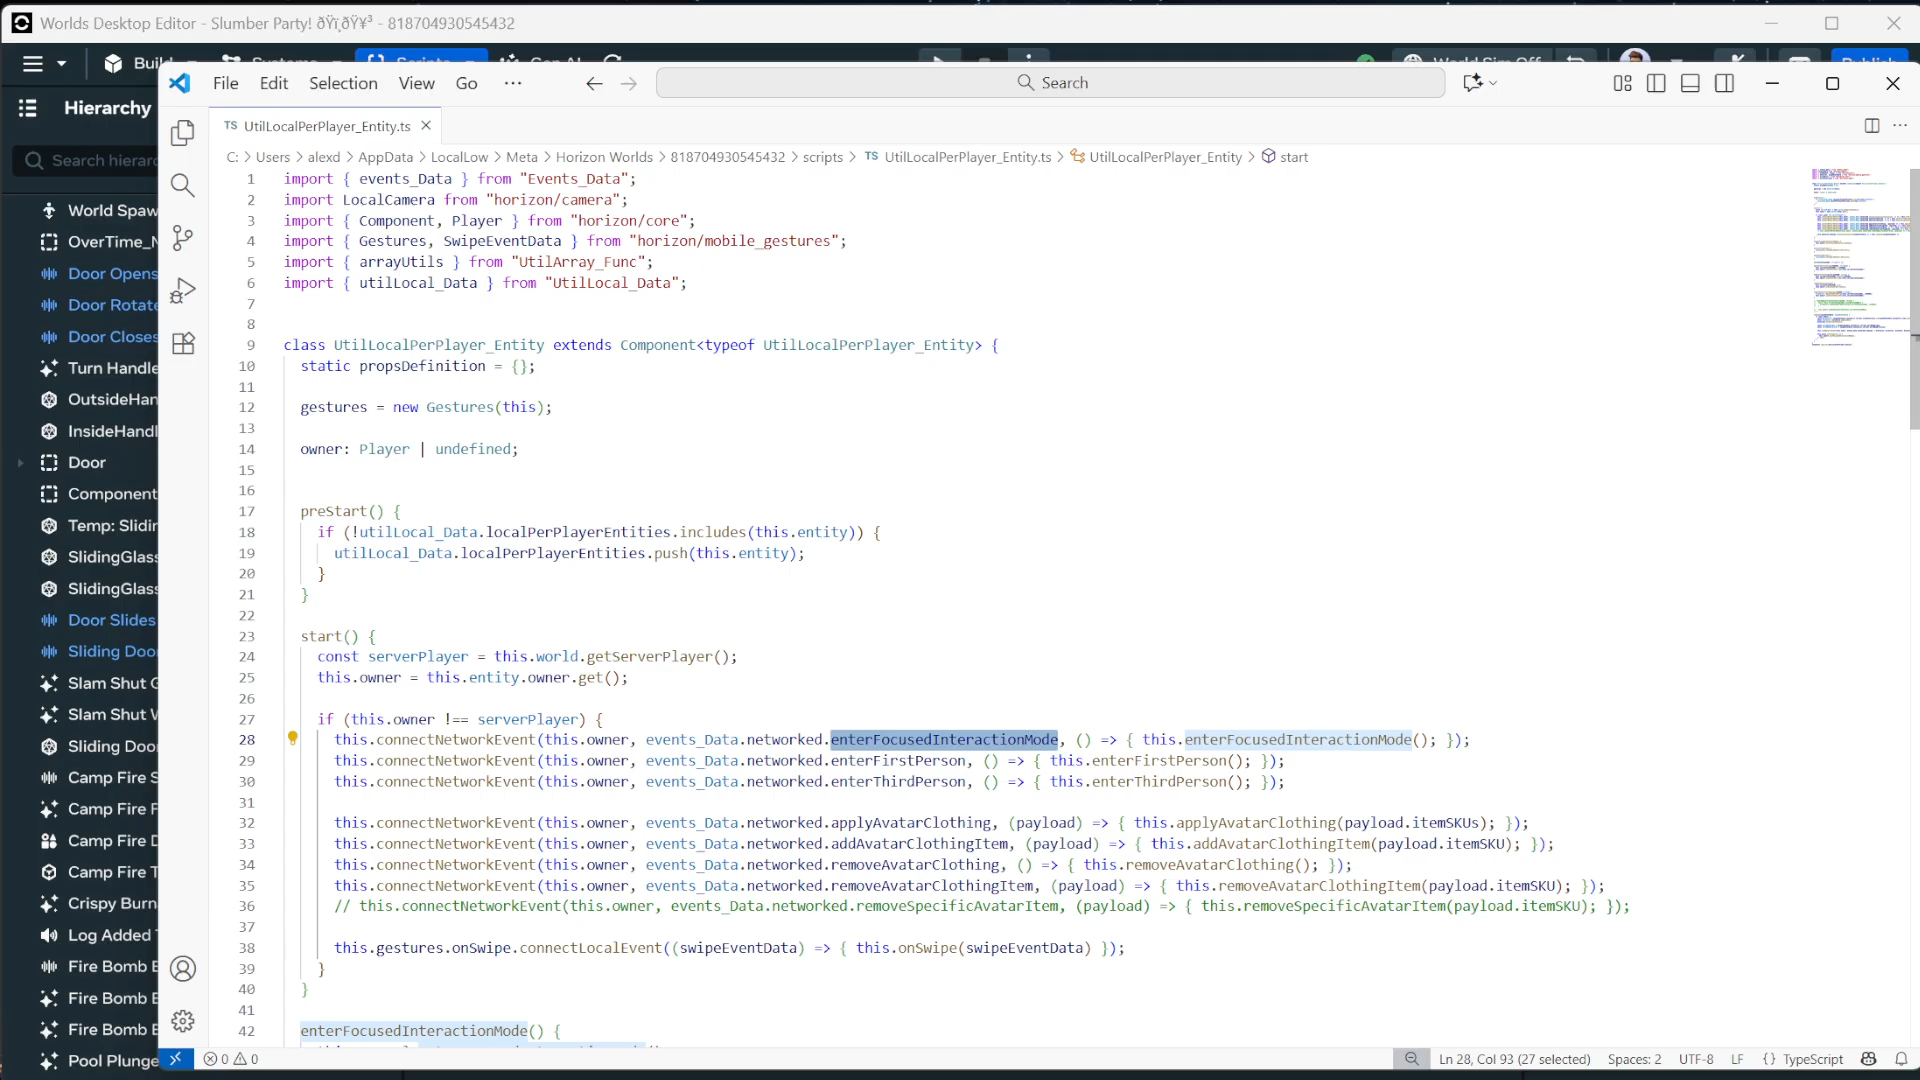 Worlds Desktop Editor - Slumber Party! ðŸï¸ðŸ¥³ - 818704930545432
File Edit Selection View Go ··· Search
Hierarchy
TS UtilLocalPerPlayer_Entity.ts
Search hierarc
C: > Users > alexd > AppData > LocalLow > Meta > Horizon Worlds > 818704930545432 > scripts > TS UtilLocalPerPlayer_Entity.ts > UtilLocalPerPlayer_Entity > start
World Spaw
OverTime_M
Door Opens
Door Rotate
Door Closes
Turn Handle
OutsideHan
InsideHandl
Door
Component
Temp: Slidin
SlidingGlass
SlidingGlass
Door Slides
Sliding Door
Slam Shut G
Slam Shut W
Sliding Door
Camp Fire S
Camp Fire F
Camp Fire D
Camp Fire T
Crispy Burn
Log Added T
Fire Bomb E
Fire Bomb E
Fire Bomb E
Pool Plunge
1 import { events_Data } from "Events_Data";
2 import LocalCamera from "horizon/camera";
3 import { Component, Player } from "horizon/core";
4 import { Gestures, SwipeEventData } from "horizon/mobile_gestures";
5 import { arrayUtils } from "UtilArray_Func";
6 import { utilLocal_Data } from "UtilLocal_Data";
7
8
9 class UtilLocalPerPlayer_Entity extends Component<typeof UtilLocalPerPlayer_Entity> {
10 static propsDefinition = {};
11
12 gestures = new Gestures(this);
13
14 owner: Player | undefined;
15
16
17 preStart() {
18 if (!utilLocal_Data.localPerPlayerEntities.includes(this.entity)) {
19 utilLocal_Data.localPerPlayerEntities.push(this.entity);
20 }
21 }
22
23 start() {
24 const serverPlayer = this.world.getServerPlayer();
25 this.owner = this.entity.owner.get();
26
27 if (this.owner !== serverPlayer) {
28 this.connectNetworkEvent(this.owner, events_Data.networked.enterFocusedInteractionMode, () => { this.enterFocusedInteractionMode(); });
29 this.connectNetworkEvent(this.owner, events_Data.networked.enterFirstPerson, () => { this.enterFirstPerson(); });
30 this.connectNetworkEvent(this.owner, events_Data.networked.enterThirdPerson, () => { this.enterThirdPerson(); });
31
32 this.connectNetworkEvent(this.owner, events_Data.networked.applyAvatarClothing, (payload) => { this.applyAvatarClothing(payload.itemSKUs); });
33 this.connectNetworkEvent(this.owner, events_Data.networked.addAvatarClothingItem, (payload) => { this.addAvatarClothingItem(payload.itemSKU); });
34 this.connectNetworkEvent(this.owner, events_Data.networked.removeAvatarClothing, () => { this.removeAvatarClothing(); });
35 this.connectNetworkEvent(this.owner, events_Data.networked.removeAvatarClothingItem, (payload) => { this.removeAvatarClothingItem(payload.itemSKU); });
36 // this.connectNetworkEvent(this.owner, events_Data.networked.removeSpecificAvatarItem, (payload) => { this.removeSpecificAvatarItem(payload.itemSKU); });
37
38 this.gestures.onSwipe.connectLocalEvent((swipeEventData) => { this.onSwipe(swipeEventData) });
39 }
40 }
41
42 enterFocusedInteractionMode() {
0 0 Ln 28, Col 93 (27 selected) Spaces: 2 UTF-8 LF {} TypeScript